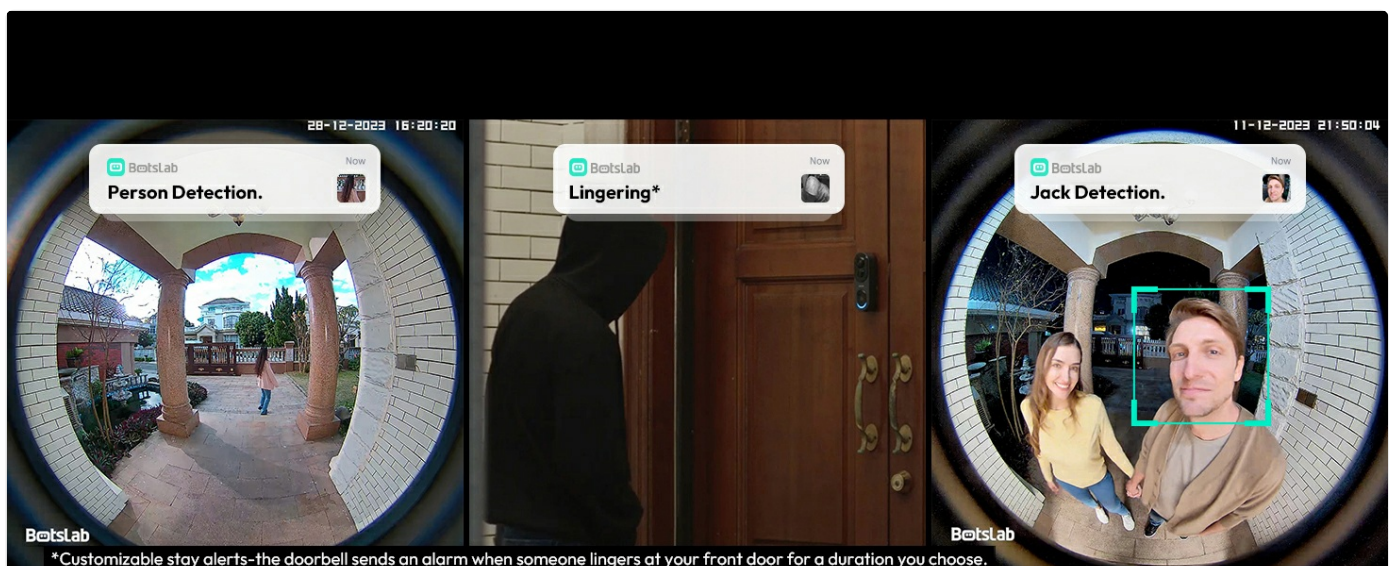 28-12-2023 16:20:20
BotsLab
Now
Person Detection.
BotsLab
Now
Lingering*
11-12-2023 21:50:04
BotsLab
Now
Jack Detection.
BotsLab
BotsLab
*Customizable stay alerts-the doorbell sends an alarm when someone lingers at your front door for a duration you choose.